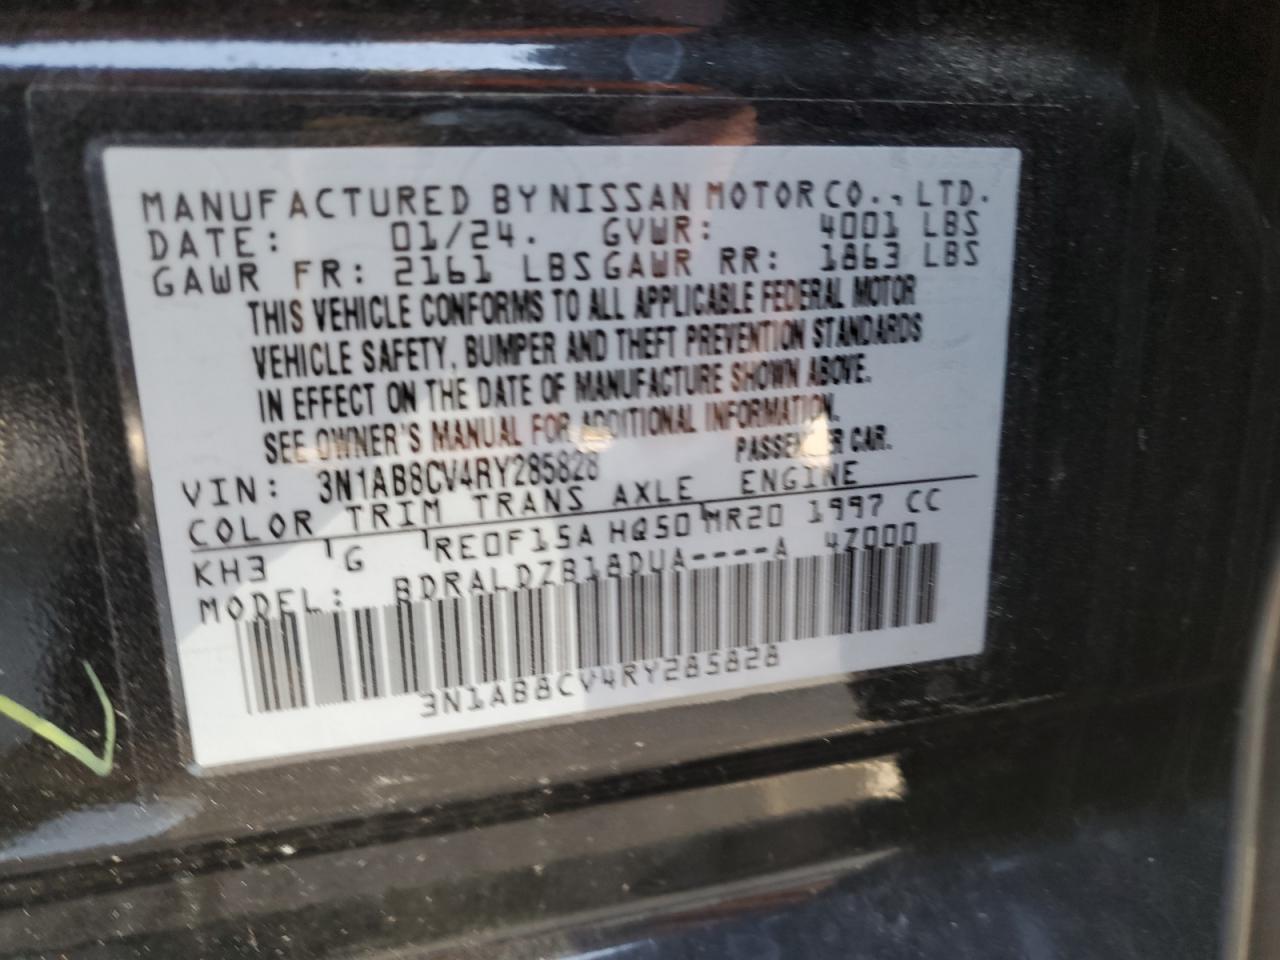 MANUFACTURED BY NISSAN MOTOR CO., LTD.
DATE: 01/24. GVWR: 4001 LBS
GAWR FR: 2161 LBS GAWR RR: 1863 LBS
THIS VEHICLE CONFORMS TO ALL APPLICABLE FEDERAL MOTOR
VEHICLE SAFETY, BUMPER AND THEFT PREVENTION STANDARDS
IN EFFECT ON THE DATE OF MANUFACTURE SHOWN ABOVE.
SEE OWNER'S MANUAL FOR ADDITIONAL INFORMATION.
PASSENGER CAR.
VIN: 3N1AB8CV4RY285828
COLOR TRIM TRANS AXLE ENGINE
KH3 G RE0F15A HQ50 MR20 1997 CC
MODEL: BDRALDZB18DUA----A 4Z000
3N1AB8CV4RY285828